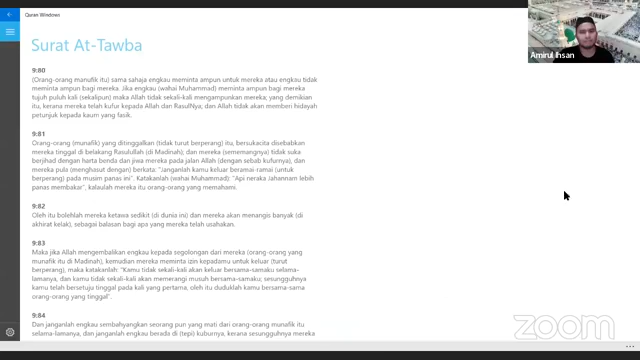 Quran Windows
Amirul Ihsan
Surat At-Tawba
9:80
(Orang-orang munafik itu) sama sahaja engkau meminta ampun untuk mereka atau engkau tidak
meminta ampun bagi mereka. Jika engkau (wahai Muhammad) meminta ampun bagi mereka
tujuh puluh kali (sekalipun) maka Allah tidak sekali-kali mengampunkan mereka; yang demikian
itu, kerana mereka telah kufur kepada Allah dan RasulNya; dan Allah tidak akan memberi hidayah
petunjuk kepada kaum yang fasik.
9:81
Orang-orang (munafik) yang ditinggalkan (tidak turut berperang) itu, bersukacita disebabkan
mereka tinggal di belakang Rasulullah (di Madinah); dan mereka (sememangnya) tidak suka
berjihad dengan harta benda dan jiwa mereka pada jalan Allah (dengan sebab kufurnya), dan
mereka pula (menghasut dengan) berkata: "Janganlah kamu keluar beramai-ramai (untuk
berperang) pada musim panas ini". Katakanlah (wahai Muhammad): "Api neraka Jahannam lebih
panas membakar", kalaulah mereka itu orang-orang yang memahami.
9:82
Oleh itu bolehlah mereka ketawa sedikit (di dunia ini) dan mereka akan menangis banyak (di
akhirat kelak), sebagai balasan bagi apa yang mereka telah usahakan.
9:83
Maka jika Allah mengembalikan engkau kepada segolongan dari mereka (orang-orang yang
munafik itu di Madinah), kemudian mereka meminta izin kepadamu untuk keluar (turut
berperang), maka katakanlah: "Kamu tidak sekali-kali akan keluar bersama-samaku selama-
lamanya, dan kamu tidak sekali-kali akan memerangi musuh bersama-samaku; sesungguhnya
kamu telah bersetuju tinggal pada kali yang pertama, oleh itu duduklah kamu bersama-sama
orang-orang yang tinggal".
9:84
Dan janganlah engkau sembahyangkan seorang pun yang mati dari orang-orang munafik itu
selama-lamanya, dan janganlah engkau berada di (tepi) kuburnya, kerana sesungguhnya mereka
zoom